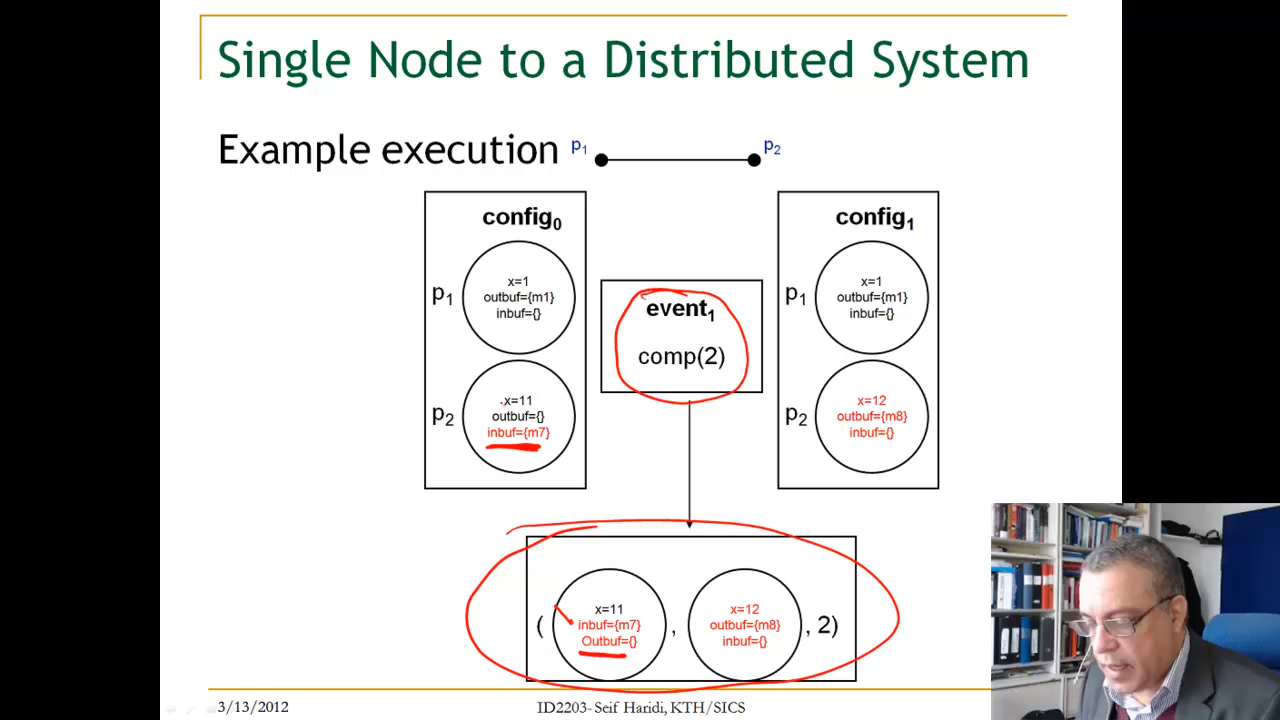 Single Node to a Distributed System
Example execution
p1
p2
config0
p1
x=1
outbuf={m1}
inbuf={}
p2
x=11
outbuf={}
inbuf={m7}
event1
comp(2)
config1
p1
x=1
outbuf={m1}
inbuf={}
p2
x=12
outbuf={m8}
inbuf={}
(
x=11
inbuf={m7}
Outbuf={}
,
x=12
outbuf={m8}
inbuf={}
, 2)
3/13/2012
ID2203- Seif Haridi, KTH/SICS